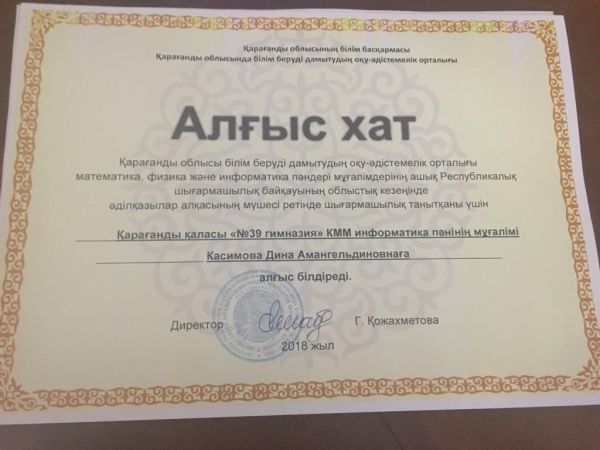 Қарағанды облысының білім басқармасы
Қарағанды облысында білім беруді дамытудың оқу-әдістемелік орталығы
Алғыс хат
Қарағанды облысы білім беруді дамытудың оқу-әдістемелік орталығы
математика, физика және информатика пәндері мұғалімдерінің ашық Республикалық
шығармашылық байқауының облыстық кезеңінде
әділқазылар алқасының мүшесі ретінде шығармашылық танытқаны үшін
Қарағанды қаласы «№39 гимназия» КММ информатика пәнінің мұғалімі
Касимова Дина Амангельдиновнаға
алғыс білдіреді.
Директор Г. Қожахметова
2018 жыл